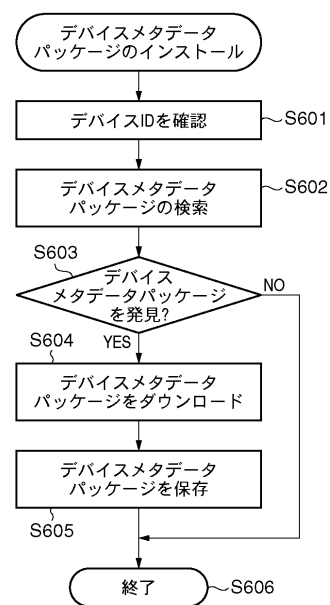 デバイスメタデータ
パッケージのインストール
デバイスIDを確認
S601
デバイスメタデータ
パッケージの検索
S602
S603
デバイス
メタデータパッケージ
を発見?
NO
YES
S604
デバイスメタデータ
パッケージをダウンロード
デバイスメタデータ
パッケージを保存
S605
終了
S606